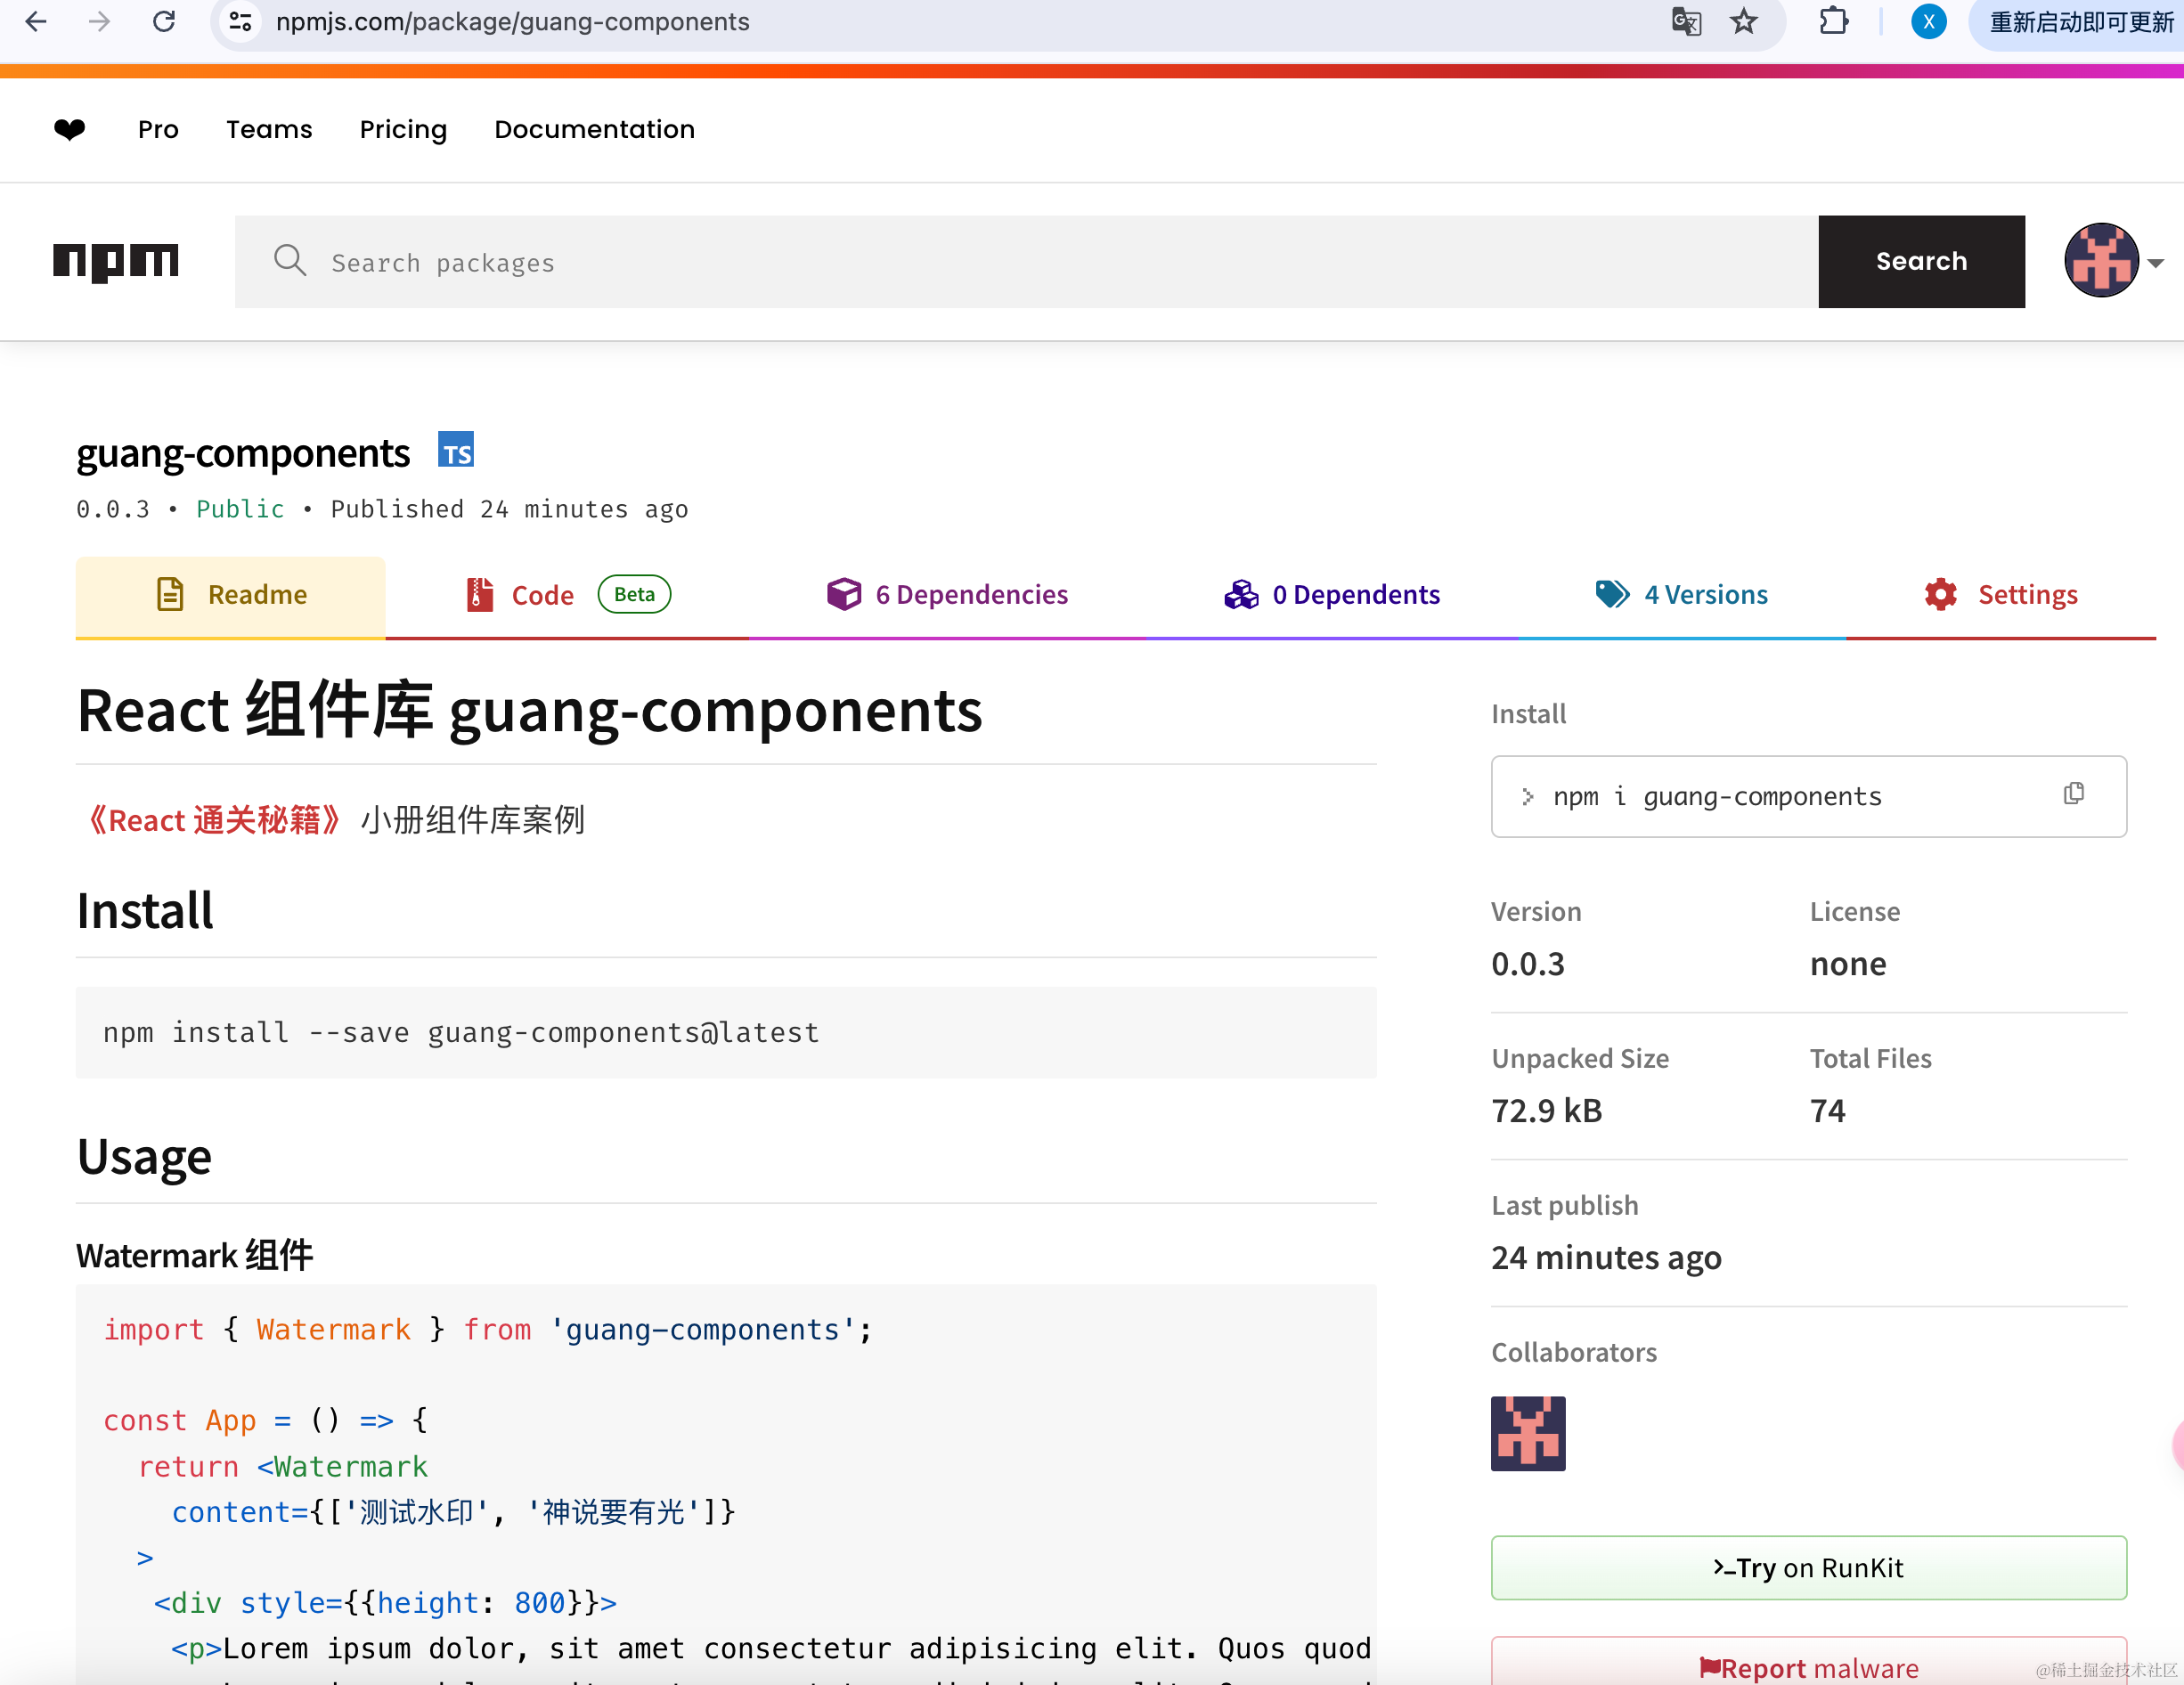 npmjs.com/package/guang-components
X
重新启动即可更新
Pro Teams Pricing Documentation
npm
Search packages
Search
guang-components TS
0.0.3 • Public • Published 24 minutes ago
Readme
Code Beta
6 Dependencies
0 Dependents
4 Versions
Settings
React 组件库 guang-components
《React 通关秘籍》 小册组件库案例
Install
npm install --save guang-components@latest
Usage
Watermark 组件
import { Watermark } from 'guang-components';
const App = () => {
return <Watermark
content={['测试水印', '神说要有光']}
>
<div style={{height: 800}}>
<p>Lorem ipsum dolor, sit amet consectetur adipisicing elit. Quos quod
Install
npm i guang-components
Version
0.0.3
License
none
Unpacked Size
72.9 kB
Total Files
74
Last publish
24 minutes ago
Collaborators
Try on RunKit
Report malware
@稀土掘金技术社区